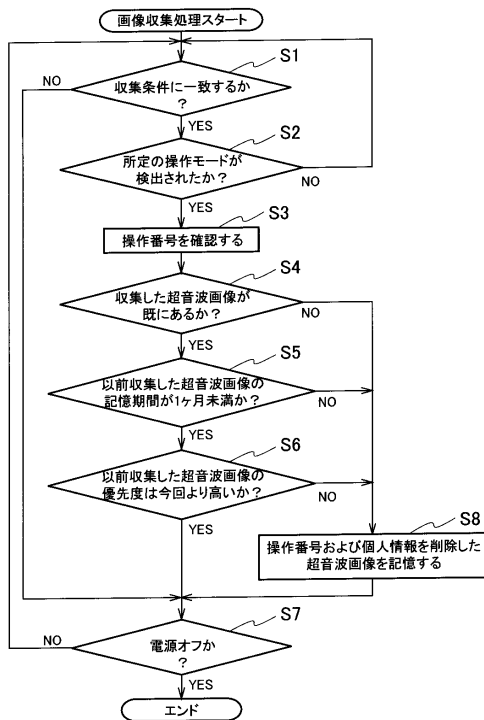 画像収集処理スタート
S1
収集条件に一致するか
?
NO
YES
S2
所定の操作モードが
検出されたか?
NO
YES
S3
操作番号を確認する
S4
収集した超音波画像が
既にあるか?
NO
YES
S5
以前収集した超音波画像の
記憶期間が1ヶ月未満か?
NO
YES
S6
以前収集した超音波画像の
優先度は今回より高いか?
NO
YES
S8
操作番号および個人情報を削除した
超音波画像を記憶する
S7
NO
電源オフか
?
YES
エンド